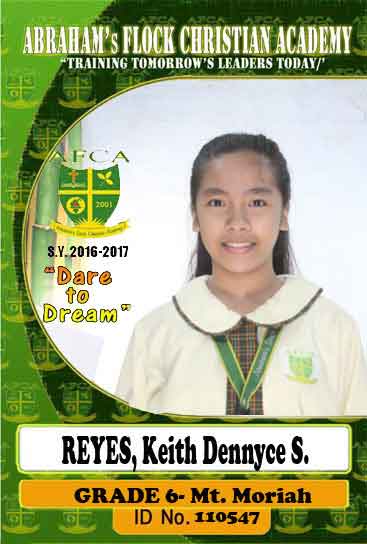 ABRAHAM's FLOCK CHRISTIAN ACADEMY
"TRAINING TOMORROW'S LEADERS TODAY/'
AFCA
2001
S.Y. 2016-2017
"Dare
to
Dream"
REYES, Keith Dennyce S.
GRADE 6- Mt. Moriah
ID No. 110547